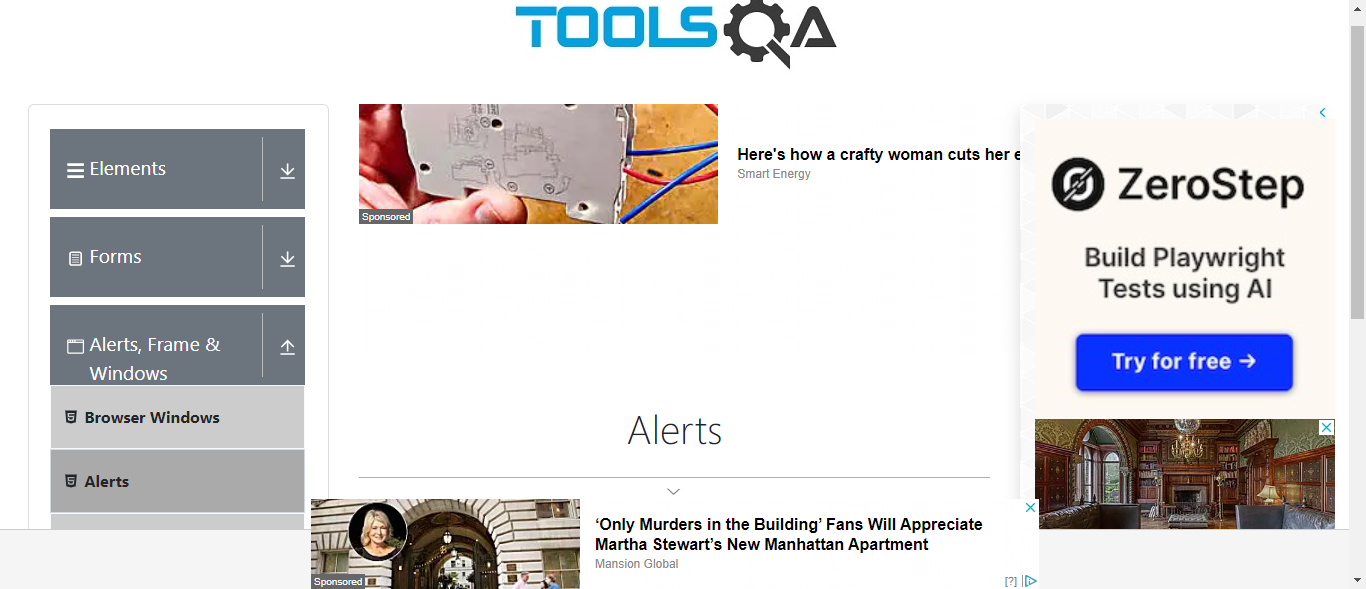 TOOLSQA
Elements
Forms
Alerts, Frame &
Windows
Browser Windows
Alerts
Sponsored
Here's how a crafty woman cuts her e
Smart Energy
Alerts
Sponsored
‘Only Murders in the Building’ Fans Will Appreciate
Martha Stewart’s New Manhattan Apartment
Mansion Global
[?]
ZeroStep
Build Playwright
Tests using AI
Try for free →